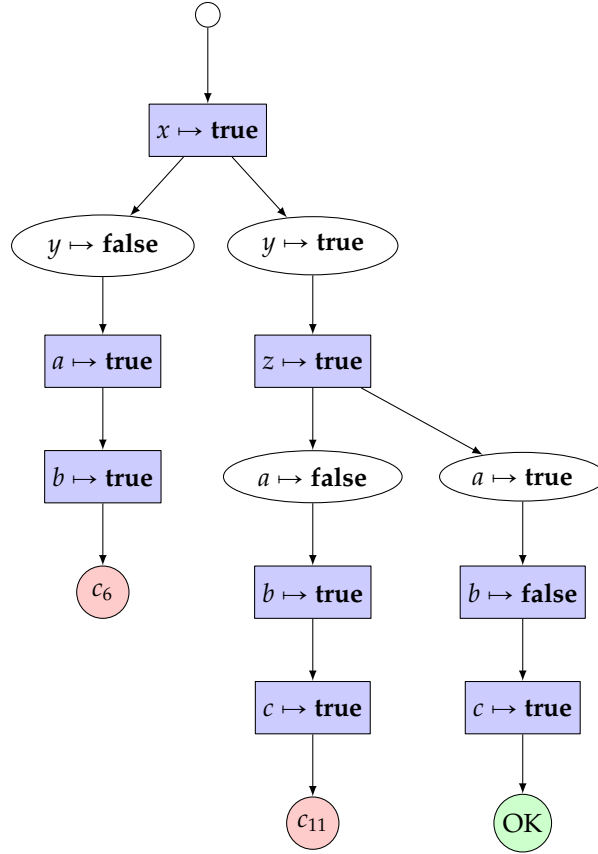 x ↦ true
y ↦ false
y ↦ true
a ↦ true
z ↦ true
b ↦ true
a ↦ false
a ↦ true
c₆
b ↦ true
b ↦ false
c ↦ true
c ↦ true
c₁₁
OK